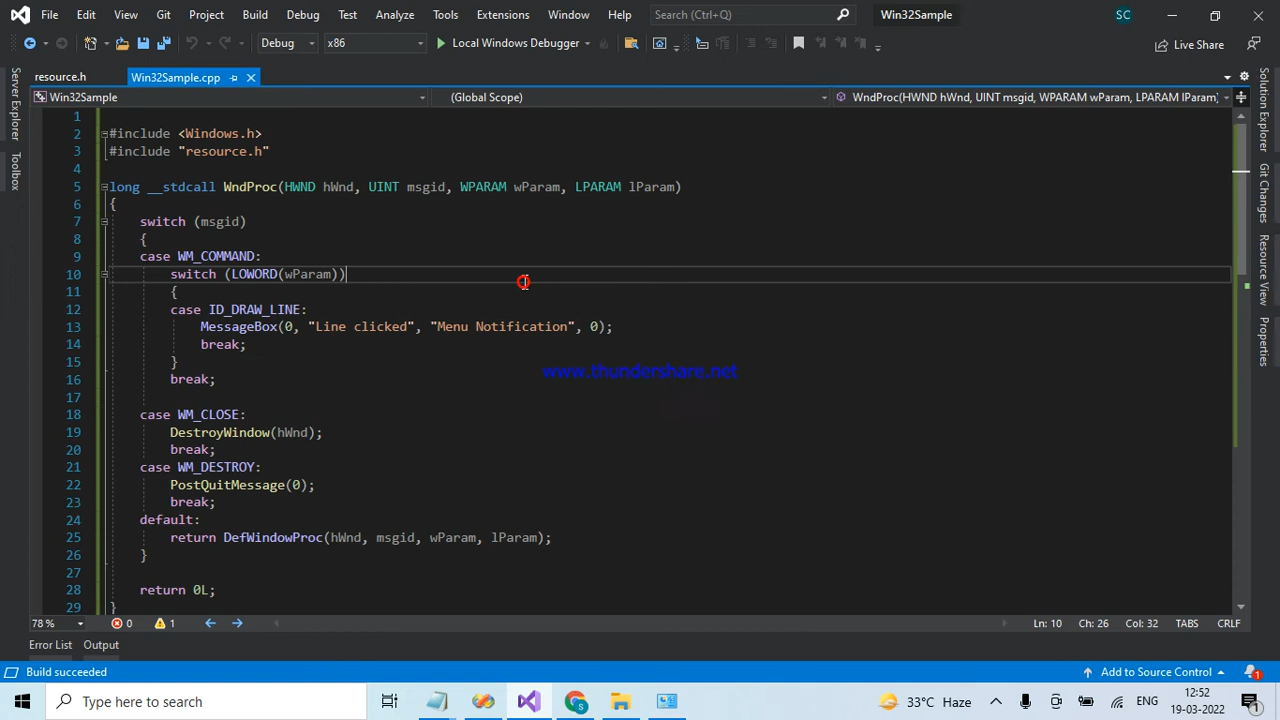 File Edit View Git Project Build Debug Test Analyze Tools Extensions Window Help Search (Ctrl+Q) Win32Sample SC
Debug x86 Local Windows Debugger Live Share
resource.h Win32Sample.cpp
Win32Sample (Global Scope) WndProc(HWND hWnd, UINT msgid, WPARAM wParam, LPARAM lParam)
Server Explorer
Toolbox
Solution Explorer
Git Changes
Resource View
Properties
1
2 #include <Windows.h>
3 #include "resource.h"
4
5 long __stdcall WndProc(HWND hWnd, UINT msgid, WPARAM wParam, LPARAM lParam)
6 {
7 switch (msgid)
8 {
9 case WM_COMMAND:
10 switch (LOWORD(wParam))
11 {
12 case ID_DRAW_LINE:
13 MessageBox(0, "Line clicked", "Menu Notification", 0);
14 break;
15 }
16 break;
www.thundershare.net
17
18 case WM_CLOSE:
19 DestroyWindow(hWnd);
20 break;
21 case WM_DESTROY:
22 PostQuitMessage(0);
23 break;
24 default:
25 return DefWindowProc(hWnd, msgid, wParam, lParam);
26 }
27
28 return 0L;
29 }
78 % 0 1 Ln: 10 Ch: 26 Col: 32 TABS CRLF
Error List Output
Build succeeded Add to Source Control 1
Type here to search 33°C Haze ENG 12:52
19-03-2022 1